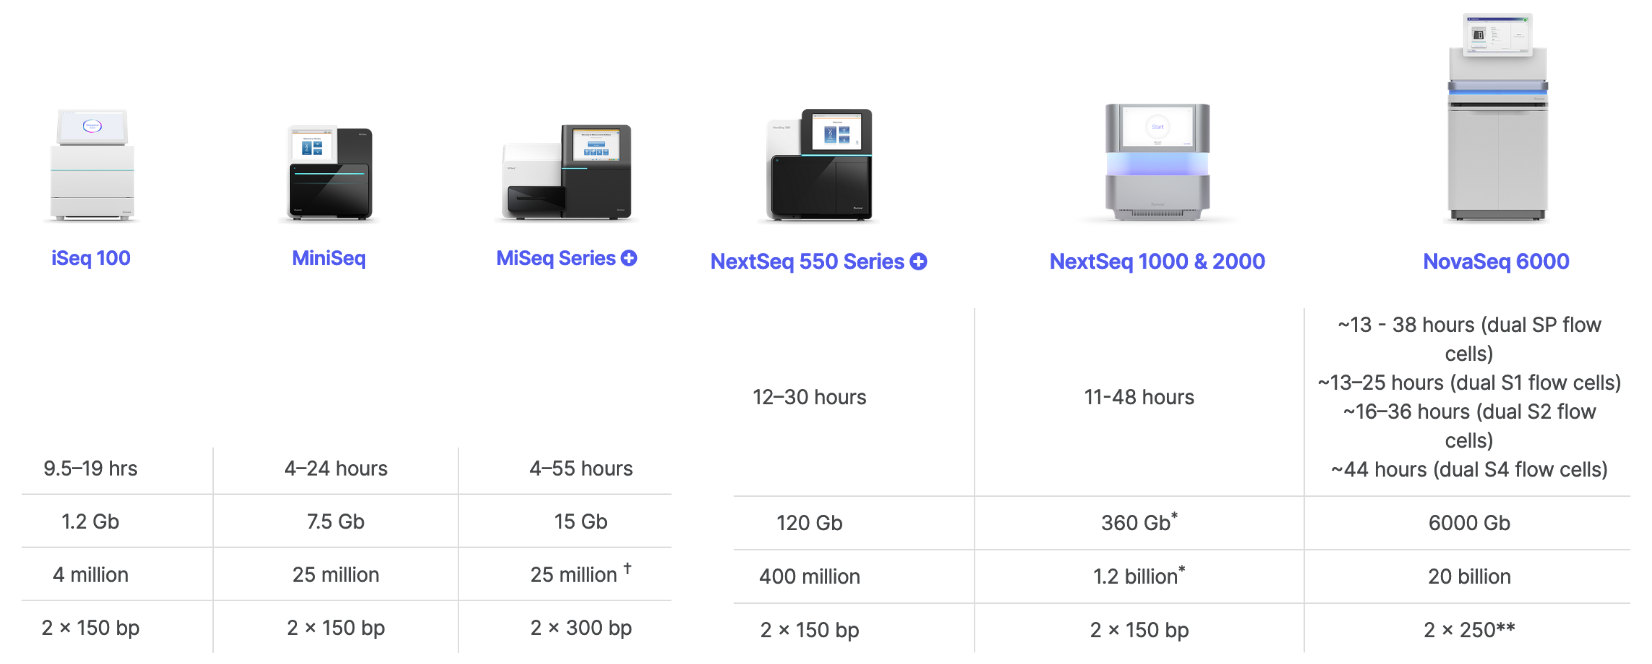 iSeq 100
MiniSeq
MiSeq Series
NextSeq 550 Series
NextSeq 1000 & 2000
NovaSeq 6000
9.5–19 hrs
4–24 hours
4–55 hours
12–30 hours
11-48 hours
~13 - 38 hours (dual SP flow
cells)
~13–25 hours (dual S1 flow cells)
~16–36 hours (dual S2 flow
cells)
~44 hours (dual S4 flow cells)
1.2 Gb
7.5 Gb
15 Gb
120 Gb
360 Gb*
6000 Gb
4 million
25 million
25 million †
400 million
1.2 billion*
20 billion
2 × 150 bp
2 × 150 bp
2 × 300 bp
2 × 150 bp
2 × 150 bp
2 × 250**
Start